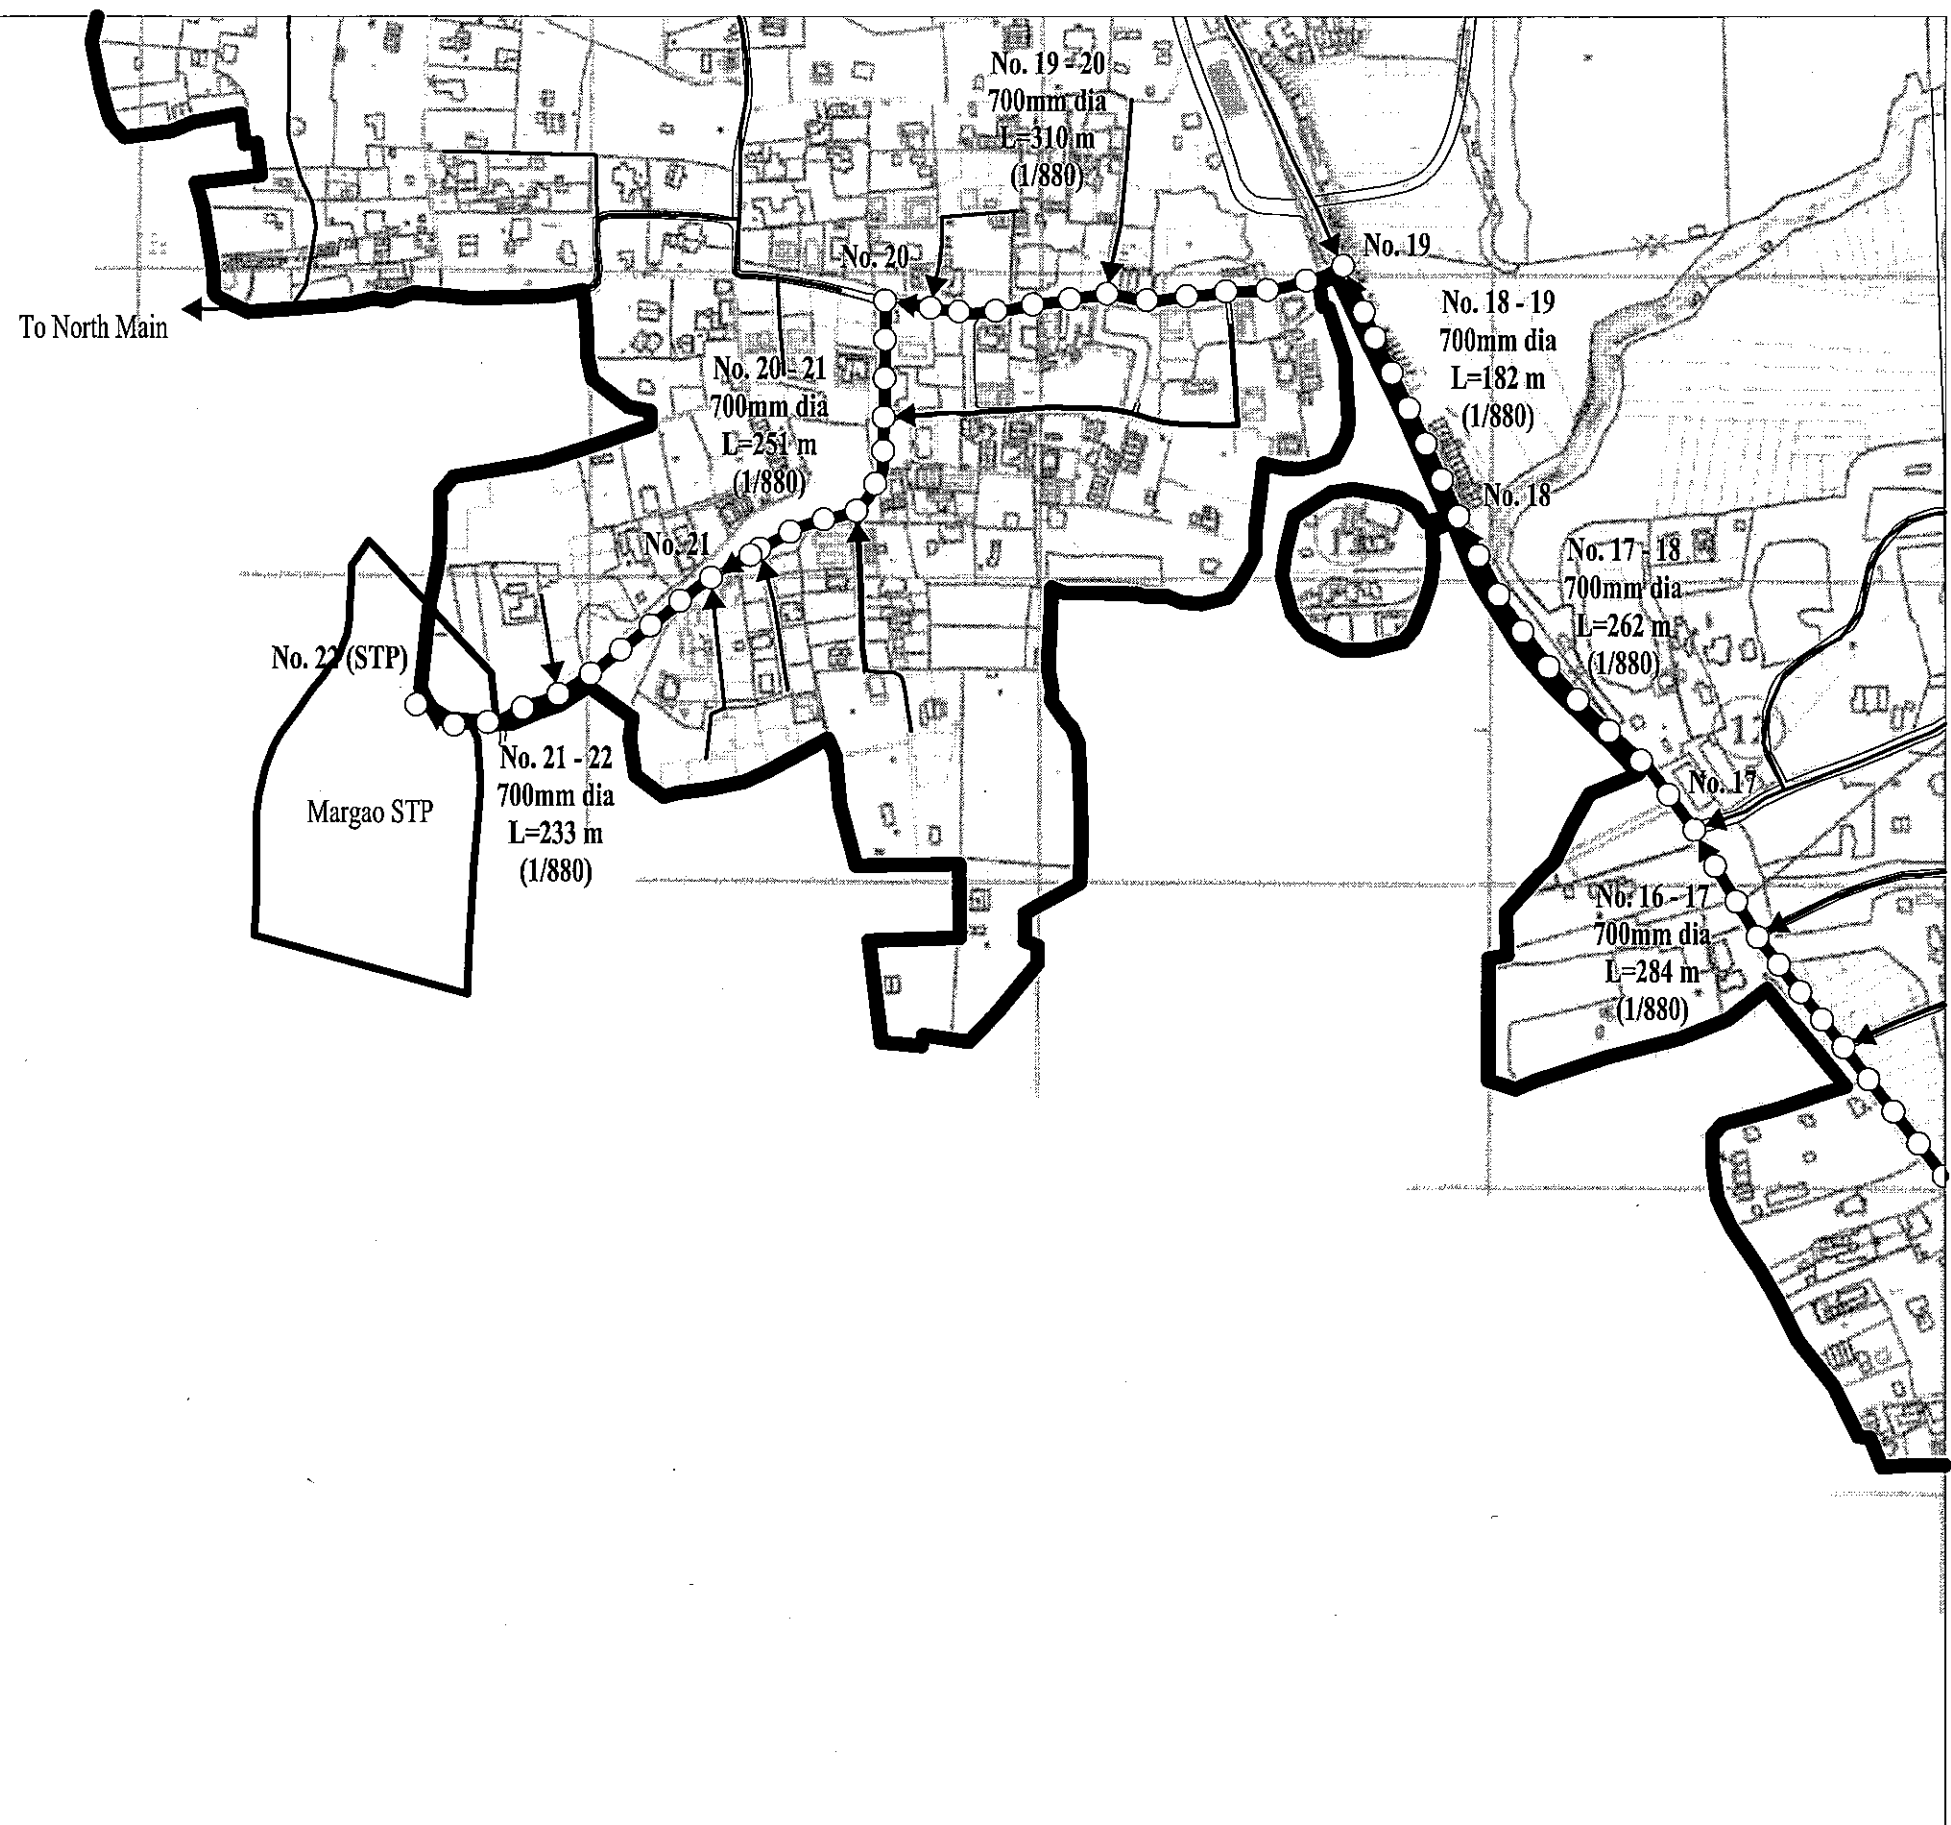 No. 19 - 20
700mm dia
L=310 m
(1/880)
No. 20
No. 19
To North Main
No. 18 - 19
700mm dia
L=182 m
(1/880)
No. 20 - 21
700mm dia
L=251 m
(1/880)
No. 18
No. 21
No. 17 - 18
700mm dia
L=262 m
(1/880)
No. 22 (STP)
12
No. 21 - 22
700mm dia
L=233 m
(1/880)
No. 17
Margao STP
No. 16 - 17
700mm dia
L=284 m
(1/880)